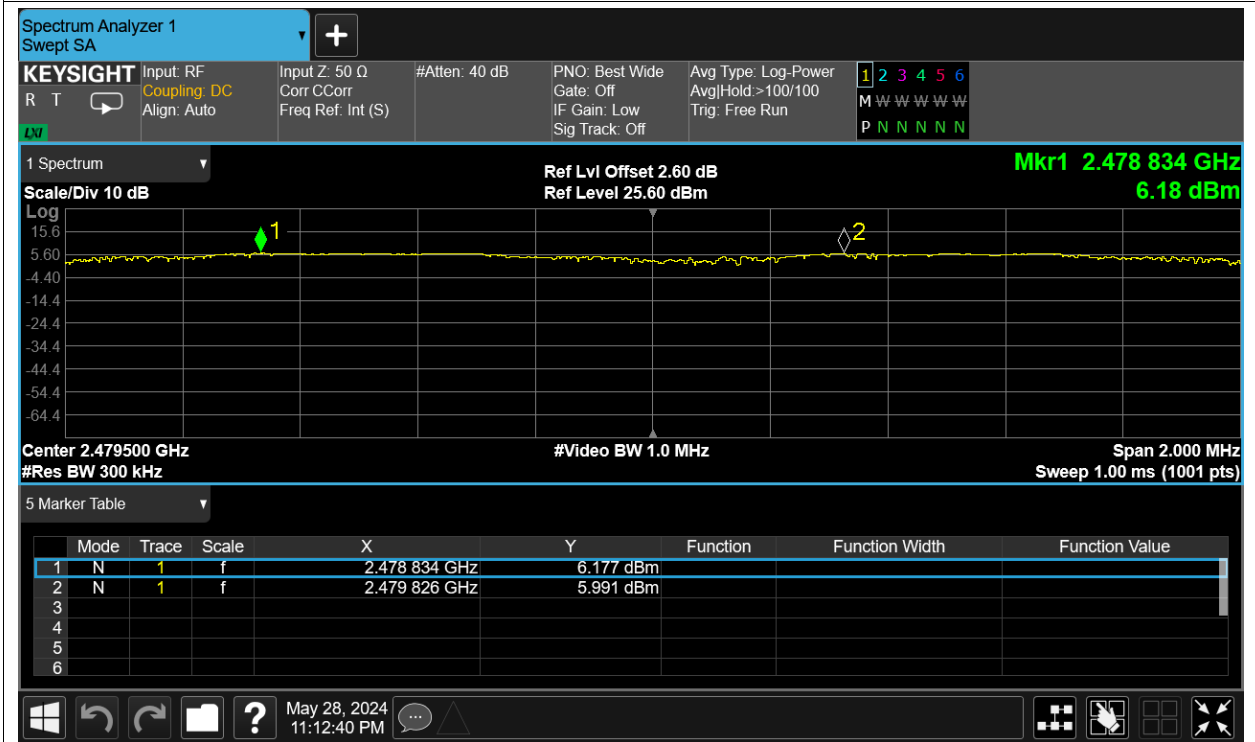 Spectrum Analyzer 1
Swept SA
+
KEYSIGHT Input: RF Input Z: 50 Ω #Atten: 40 dB PNO: Best Wide Avg Type: Log-Power 1 2 3 4 5 6
R T Coupling: DC Corr CCorr Gate: Off Avg|Hold:>100/100 M W W W W W
Align: Auto Freq Ref: Int (S) IF Gain: Low Trig: Free Run
LXI Sig Track: Off P N N N N N
1 Spectrum Ref Lvl Offset 2.60 dB Mkr1 2.478 834 GHz
Scale/Div 10 dB Ref Level 25.60 dBm 6.18 dBm
Log
15.6
1
2
5.60
-4.40
-14.4
-24.4
-34.4
-44.4
-54.4
-64.4
Center 2.479500 GHz #Video BW 1.0 MHz Span 2.000 MHz
#Res BW 300 kHz Sweep 1.00 ms (1001 pts)
5 Marker Table
Mode Trace Scale X Y Function Function Width Function Value
1 N 1 f 2.478 834 GHz 6.177 dBm
2 N 1 f 2.479 826 GHz 5.991 dBm
3
4
5
6
? May 28, 2024
11:12:40 PM